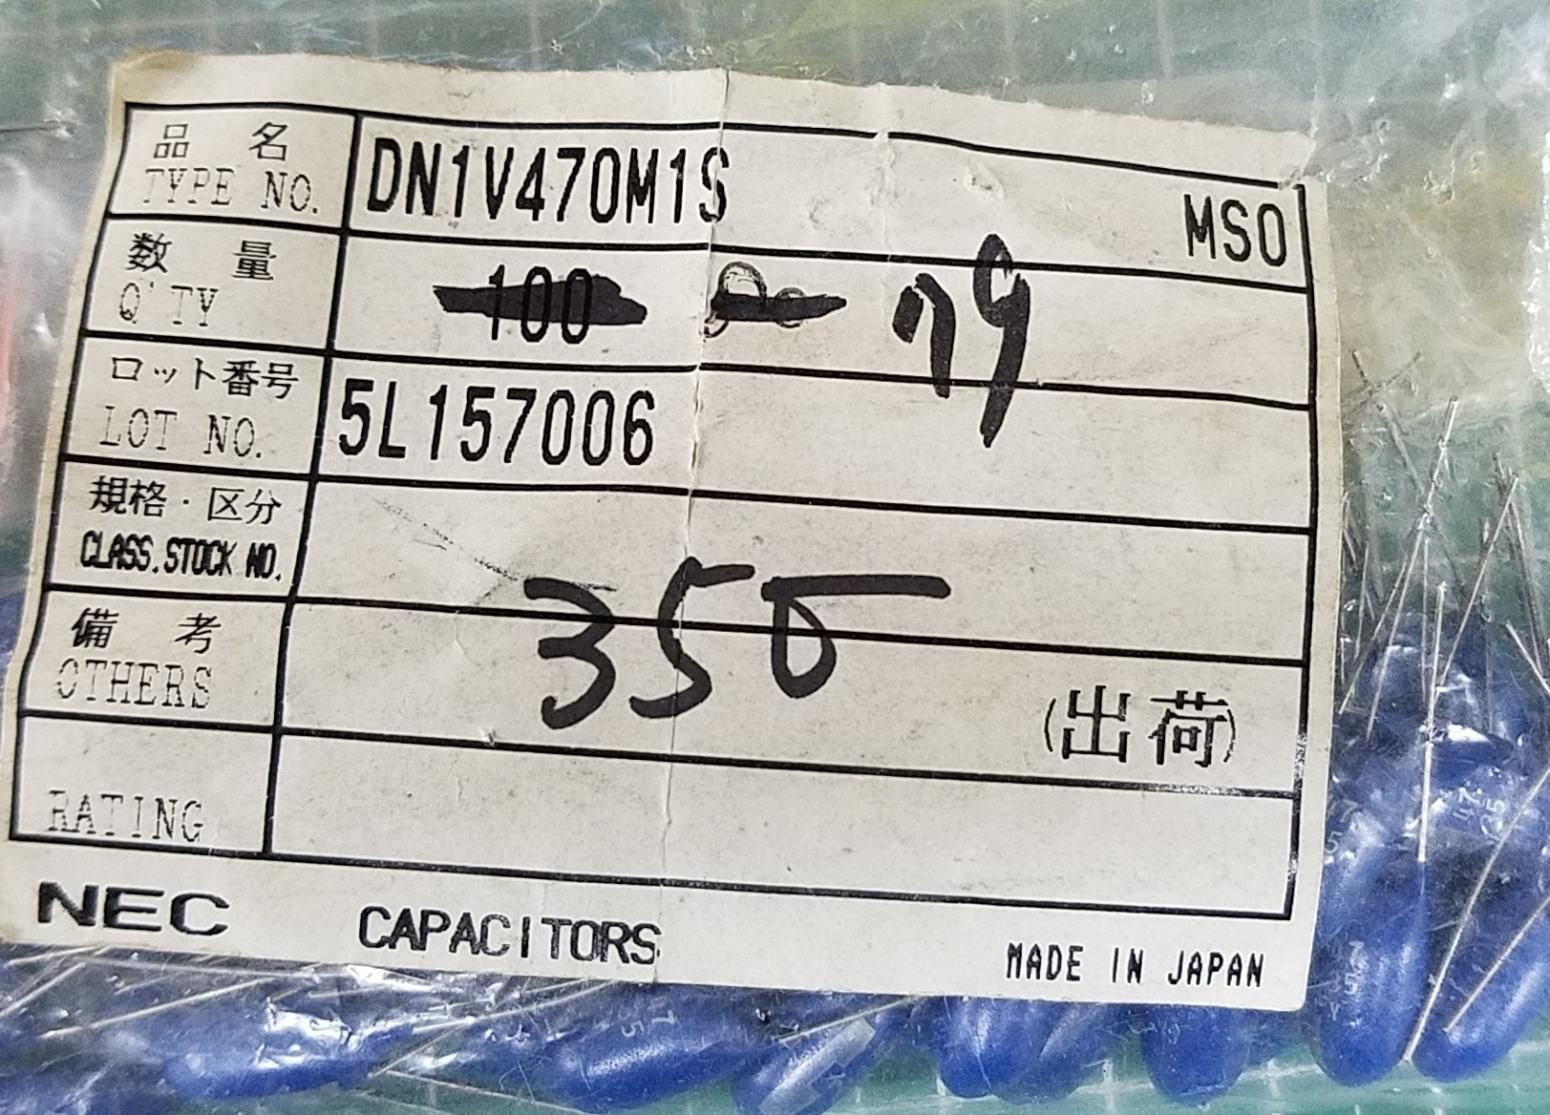 品名 DN1V470M1S
TYPE NO. MSO
数量 100 79
Q'TY
ロット番号 5L157006
LOT NO.
規格・区分
CLASS.STOCK NO.
350
備考
OTHERS (出荷)
RATING
NEC CAPACITORS MADE IN JAPAN